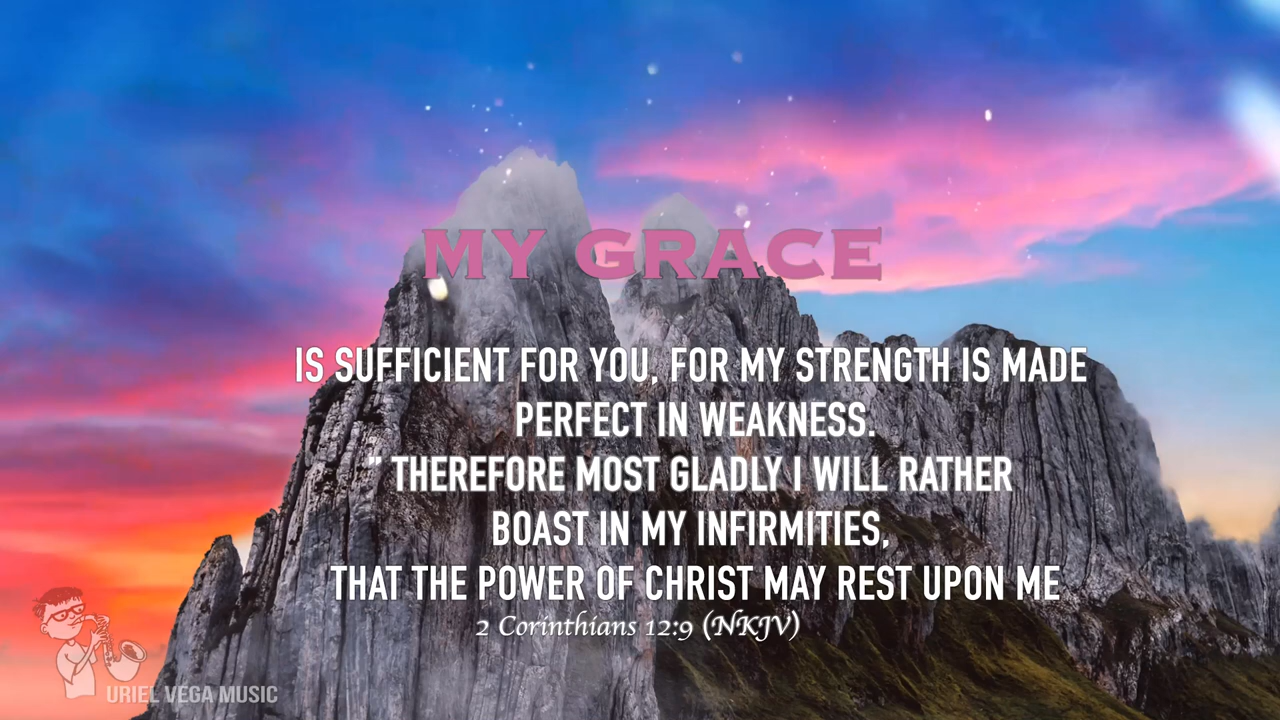 MY GRACE
IS SUFFICIENT FOR YOU, FOR MY STRENGTH IS MADE
PERFECT IN WEAKNESS.
" THEREFORE MOST GLADLY I WILL RATHER
BOAST IN MY INFIRMITIES,
THAT THE POWER OF CHRIST MAY REST UPON ME
2 Corinthians 12:9 (NKJV)
URIEL VEGA MUSIC